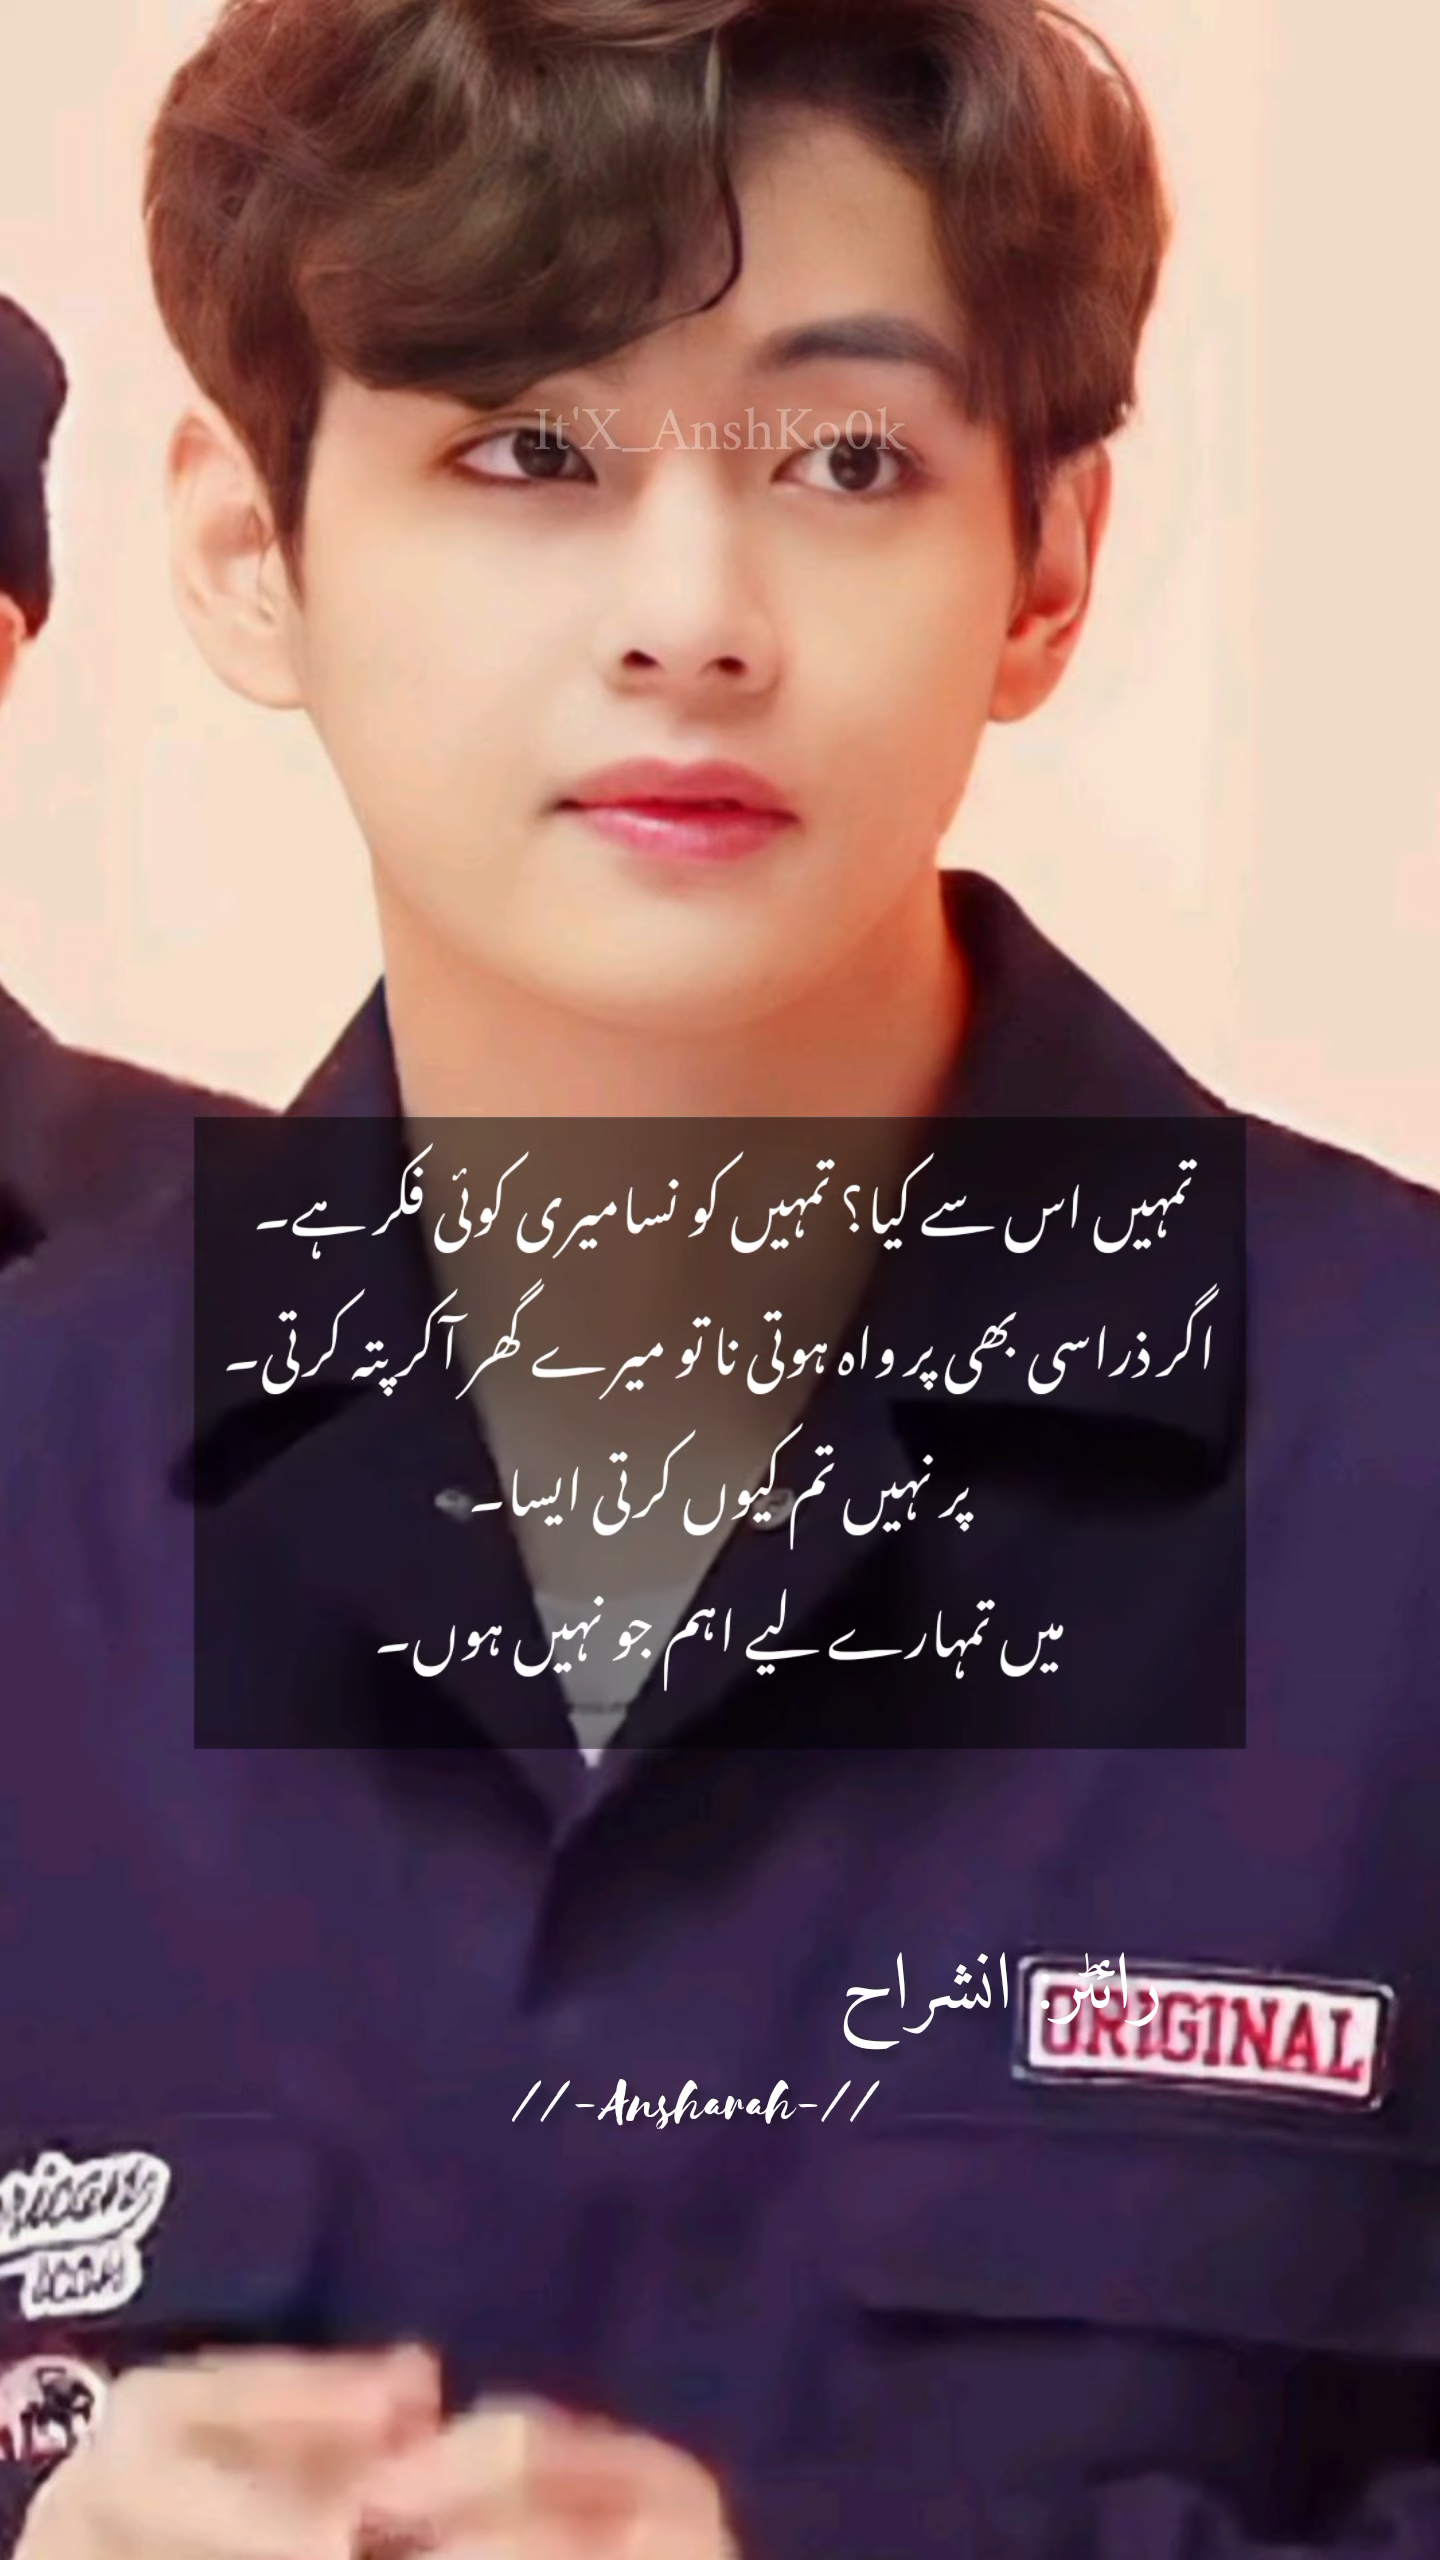 It'X_AnshKo0k
تمہیں اس سے کیا؟ تمہیں کونسا میری کوئی فکر ہے۔
اگر ذرا سی بھی پرواہ ہوتی نا تو میرے گھر آکر پتہ کرتی۔
پر نہیں تم کیوں کرتی ایسا۔
میں تمہارے لیے اہم جو نہیں ہوں۔
رائٹر: انشراح
ORIGINAL
//-Ansharah-//
ICON